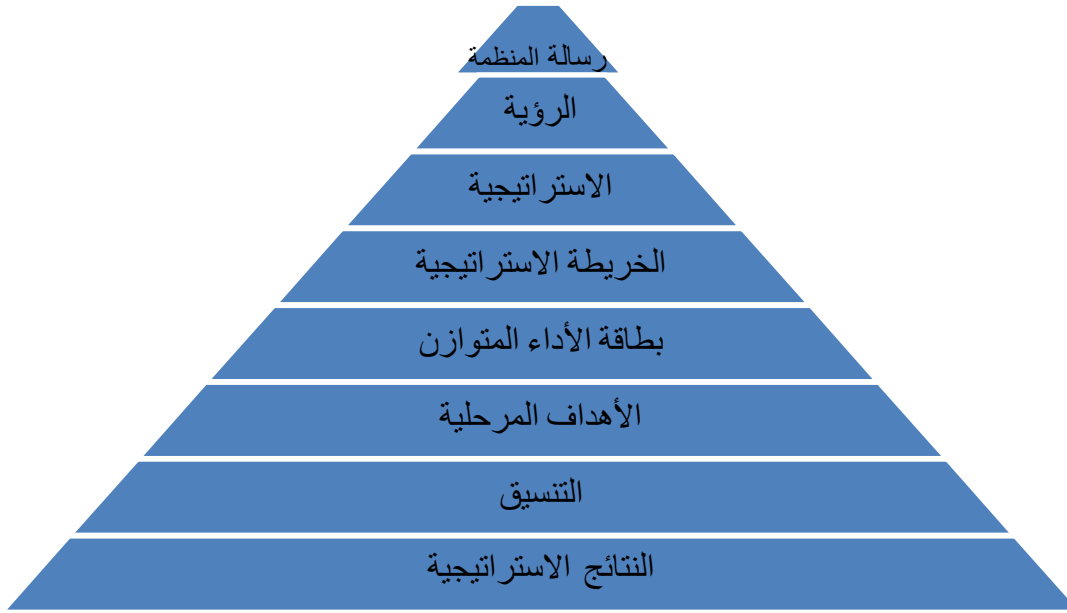 رسالة المنظمة
الرؤية
الاستراتيجية
الخريطة الاستراتيجية
بطاقة الأداء المتوازن
الأهداف المرحلية
التنسيق
النتائج الاستراتيجية